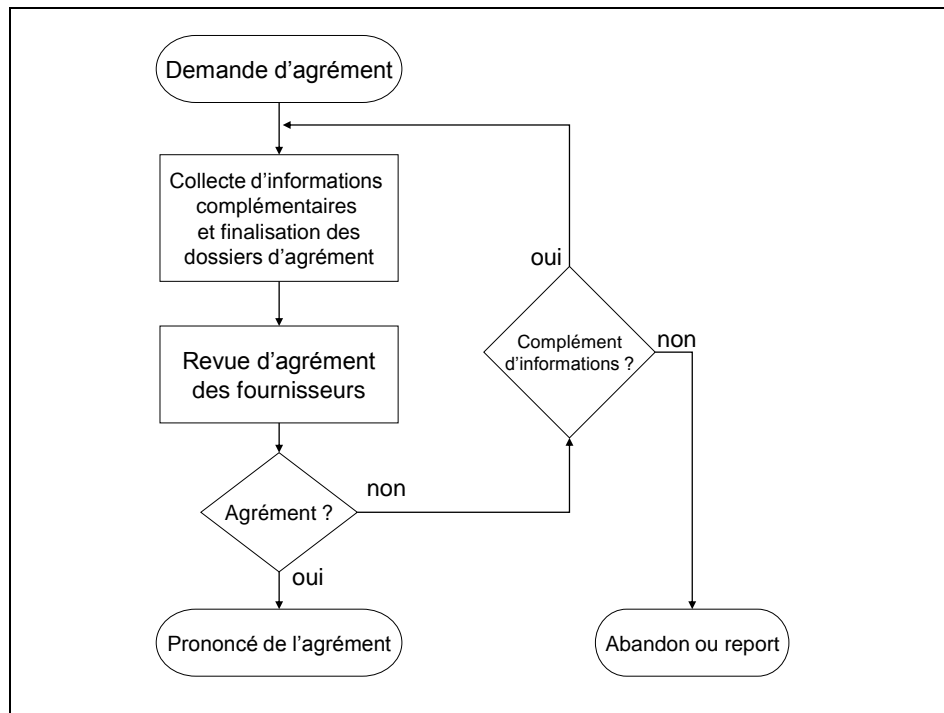 Demande d'agrément
Collecte d'informations
complémentaires
et finalisation des
dossiers d'agrément
oui
Complément
d'informations ?
non
Revue d'agrément
des fournisseurs
non
Agrément ?
oui
Prononcé de l'agrément
Abandon ou report